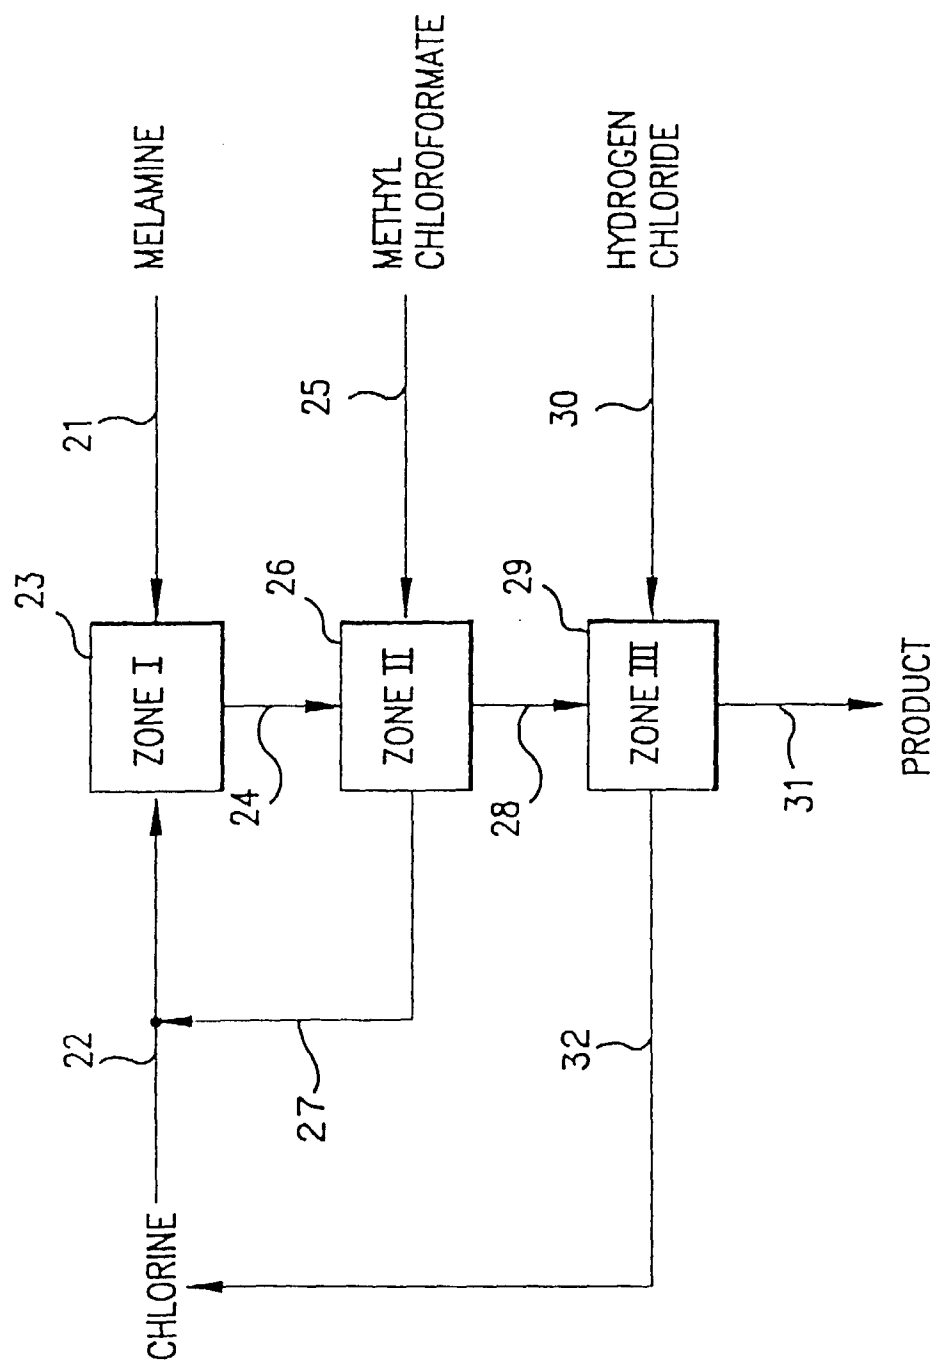 CHLORINE
22
23
ZONE I
21
MELAMINE
24
27
26
ZONE II
25
METHYL
CHLOROFORMATE
28
32
29
ZONE III
30
HYDROGEN
CHLORIDE
31
PRODUCT